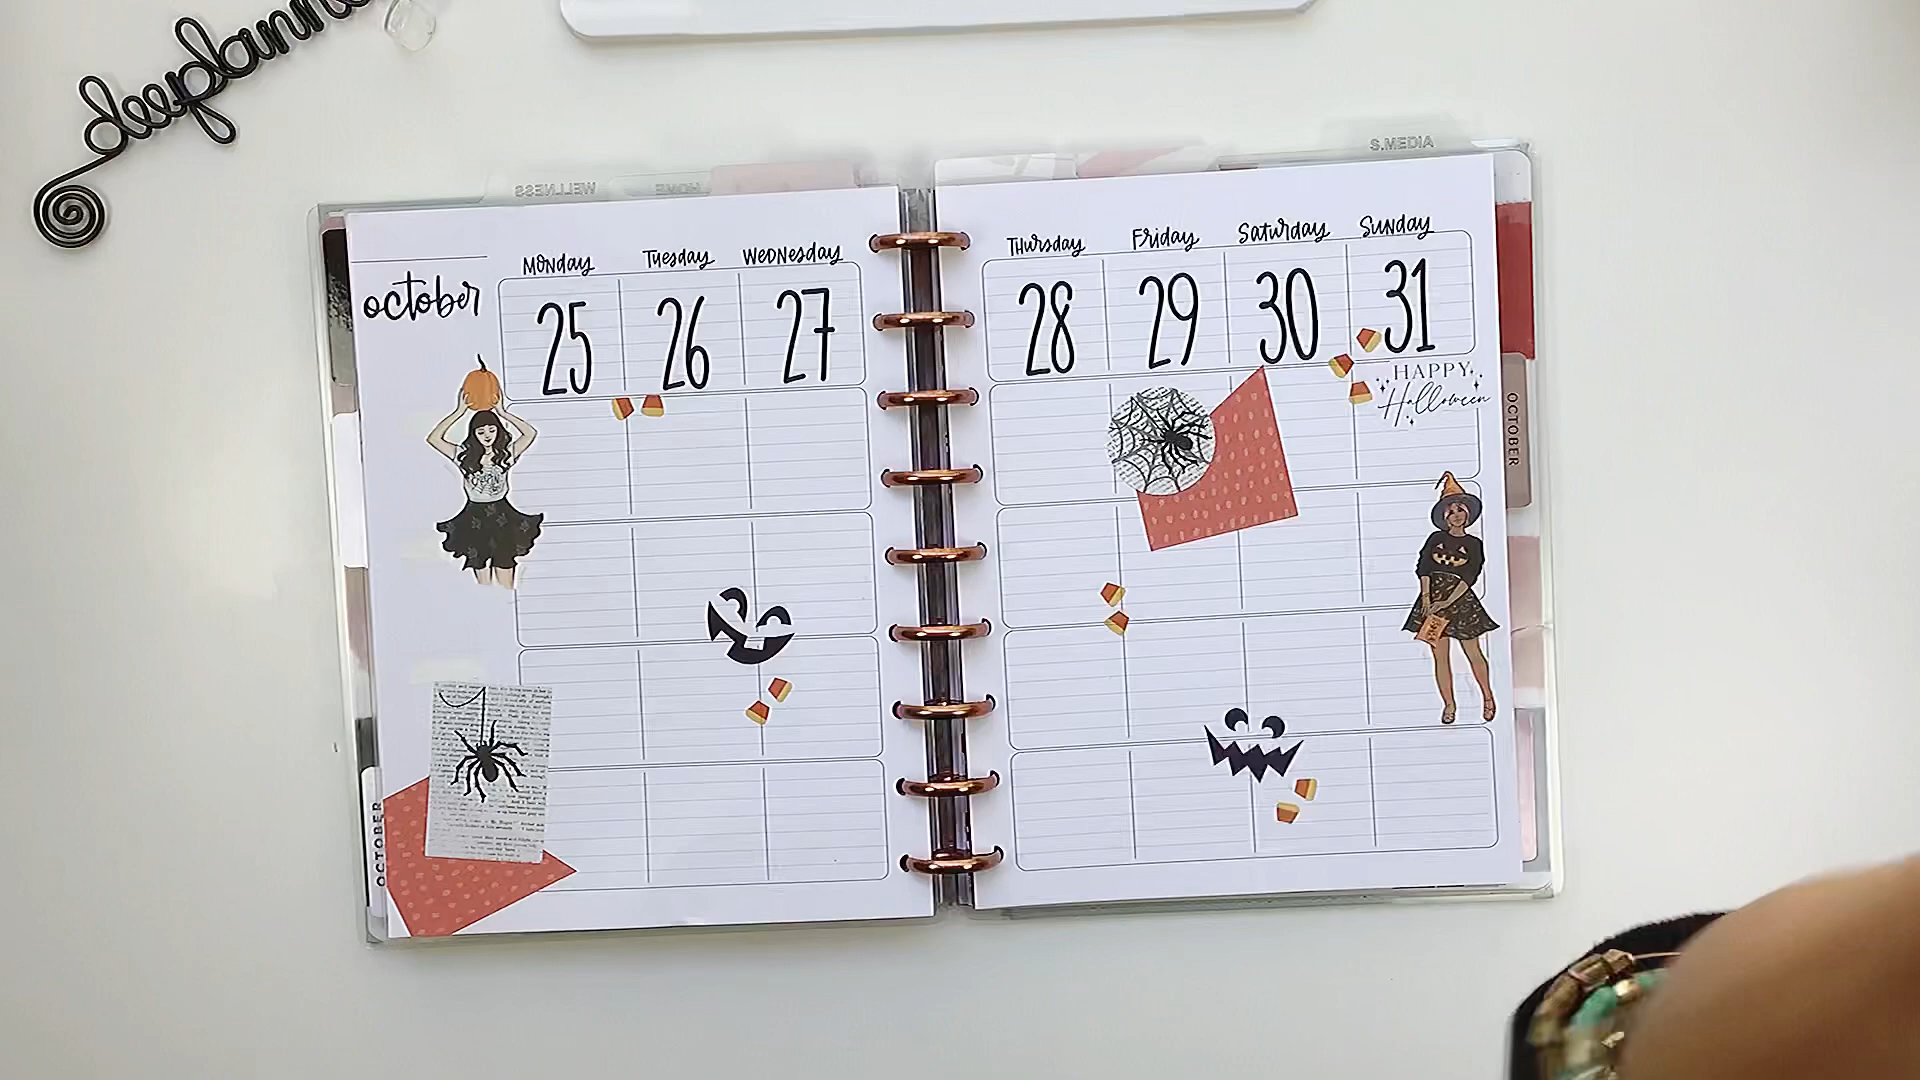 deeplann
S.MEDIA
WELLNESS
HOME
october
Monday
Tuesday
Wednesday
Thursday
Friday
Saturday
Sunday
25
26
27
28
29
30
31
HAPPY
Halloween
OCTOBER
OCTOBER